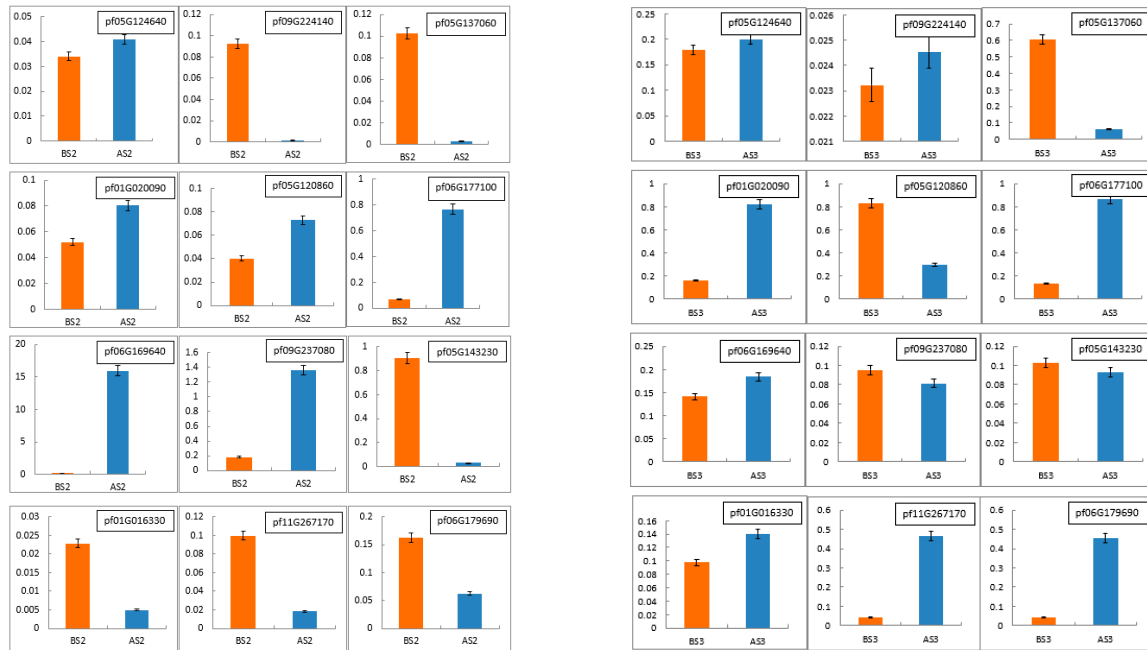 pf05G124640
0.05
0.04
0.03
0.02
0.01
0
BS2
AS2
pf09G224140
0.12
0.10
0.08
0.06
0.04
0.02
0
BS2
AS2
pf05G137060
0.12
0.10
0.08
0.06
0.04
0.02
0
BS2
AS2
pf01G020090
0.1
0.08
0.06
0.04
0.02
0
BS2
AS2
pf05G120860
0.1
0.08
0.06
0.04
0.02
0
BS2
AS2
pf06G177100
1
0.8
0.6
0.4
0.2
0
BS2
AS2
pf06G169640
20
15
10
5
0
BS2
AS2
pf09G237080
1.6
1.4
1.2
1
0.8
0.6
0.4
0.2
0
BS2
AS2
pf05G143230
1
0.8
0.6
0.4
0.2
0
BS2
AS2
pf01G016330
0.03
0.025
0.02
0.015
0.01
0.005
0
BS2
AS2
pf11G267170
0.12
0.1
0.08
0.06
0.04
0.02
0
BS2
AS2
pf06G179690
0.2
0.15
0.1
0.05
0
BS2
AS2
pf05G124640
0.25
0.20
0.15
0.1
0.05
0
BS3
AS3
pf09G224140
0.026
0.025
0.024
0.023
0.022
0.021
BS3
AS3
pf05G137060
0.7
0.6
0.5
0.4
0.3
0.2
0.1
0
BS3
AS3
pf01G020090
1
0.8
0.6
0.4
0.2
0
BS3
AS3
pf05G120860
1
0.8
0.6
0.4
0.2
0
BS3
AS3
pf06G177100
1
0.8
0.6
0.4
0.2
0
BS3
AS3
pf06G169640
0.25
0.2
0.15
0.1
0.05
0
BS3
AS3
pf09G237080
0.12
0.10
0.08
0.06
0.04
0.02
0
BS3
AS3
pf05G143230
0.12
0.10
0.08
0.06
0.04
0.02
0
BS3
AS3
pf01G016330
0.16
0.14
0.12
0.1
0.08
0.06
0.04
0.02
0
BS3
AS3
pf11G267170
0.6
0.5
0.4
0.3
0.2
0.1
0
BS3
AS3
pf06G179690
0.6
0.5
0.4
0.3
0.2
0.1
0
BS3
AS3